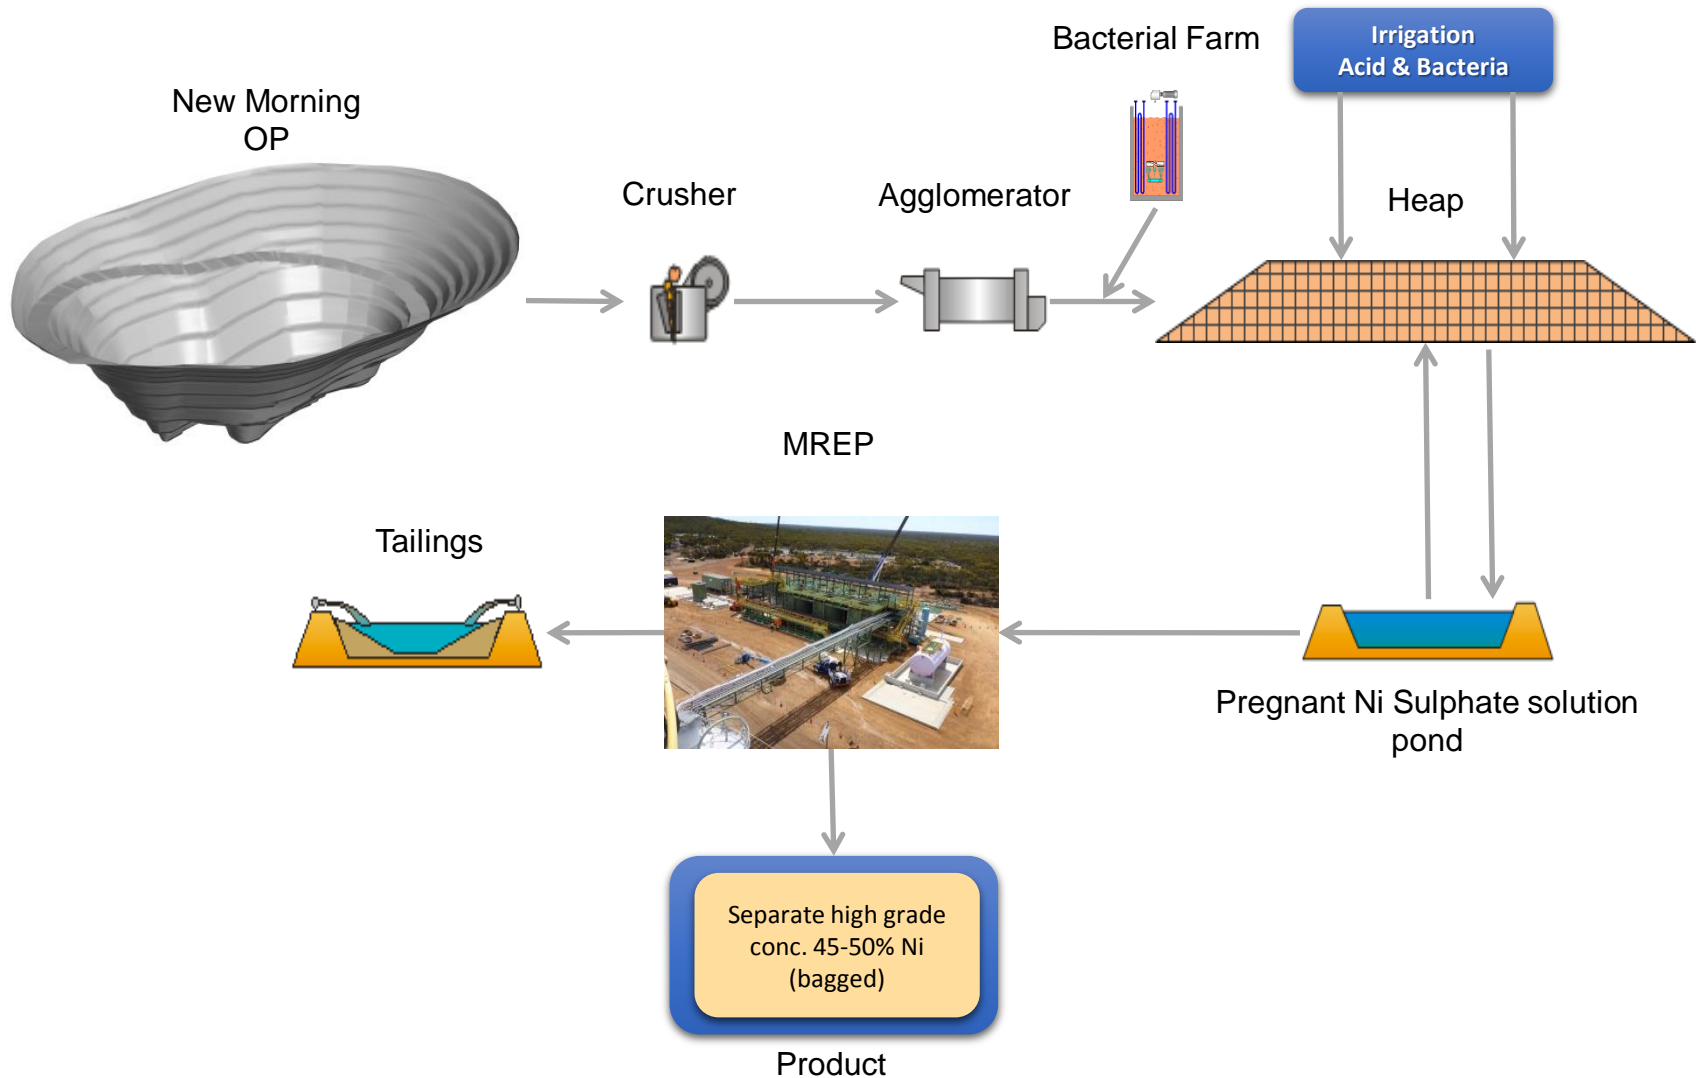 Bacterial Farm
Irrigation
Acid & Bacteria
New Morning
OP
Crusher
Agglomerator
Heap
MREP
Tailings
Pregnant Ni Sulphate solution
pond
Separate high grade
conc. 45-50% Ni
(bagged)
Product